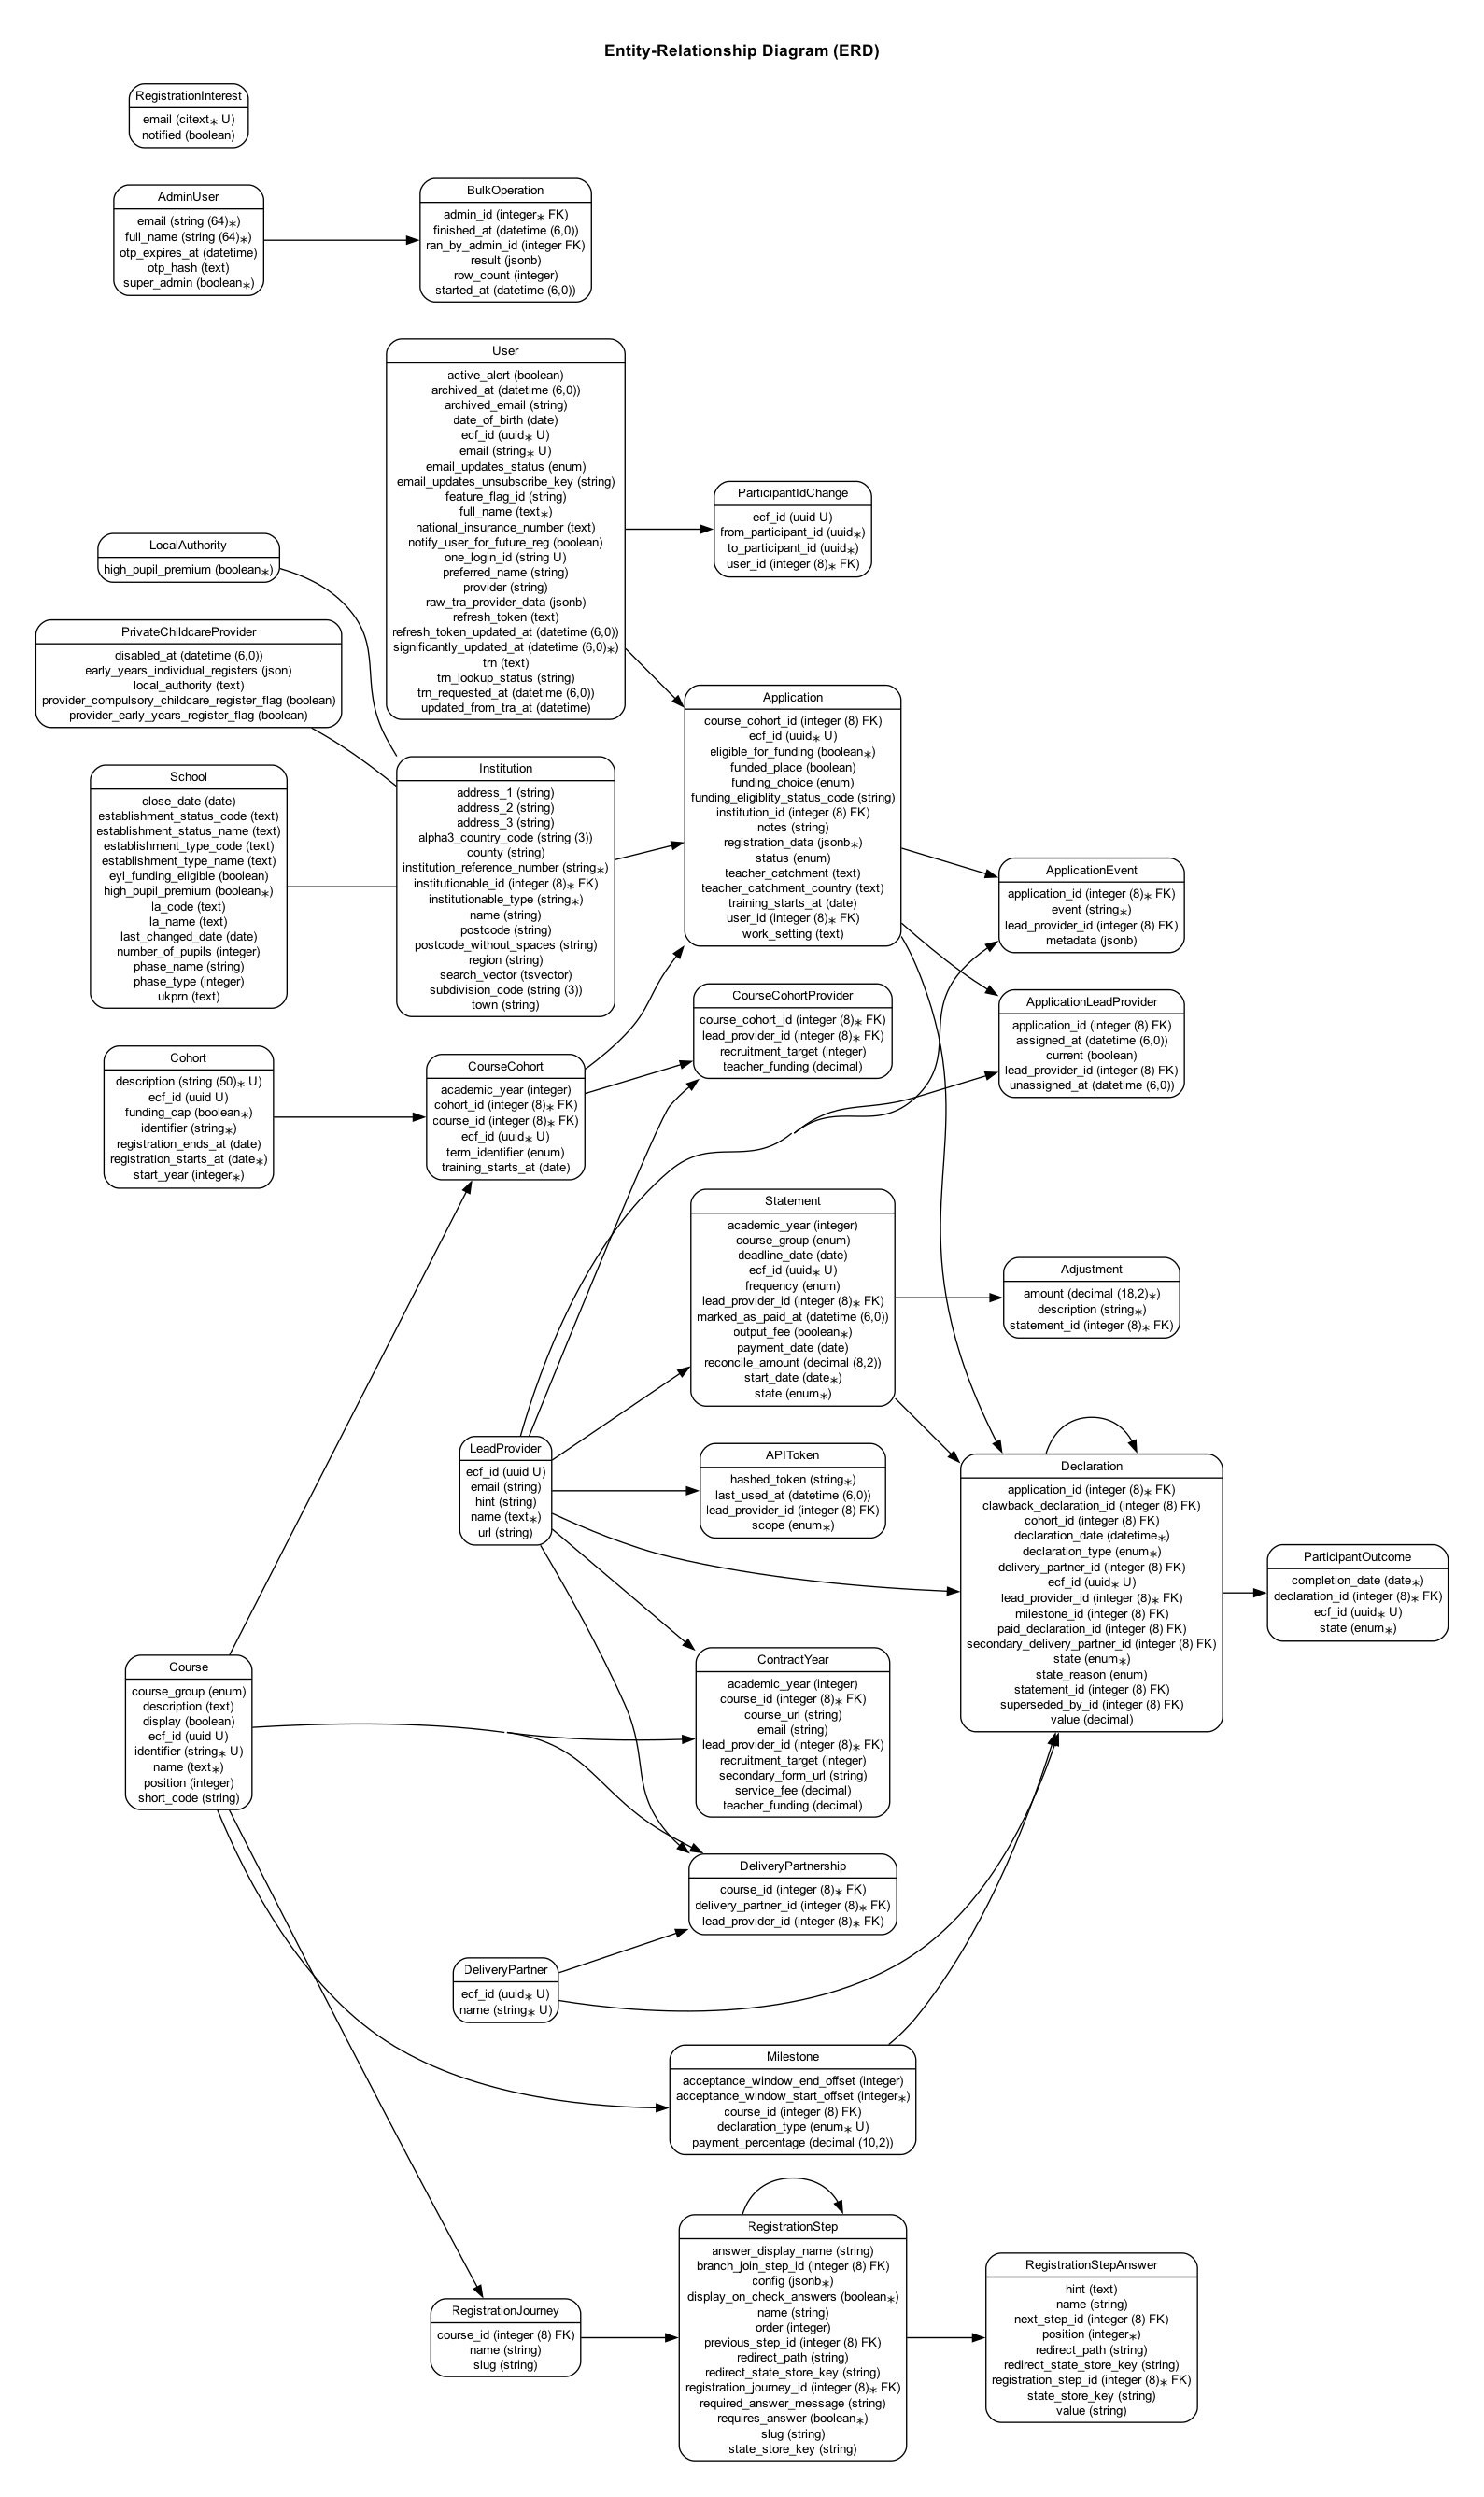 Entity-Relationship Diagram (ERD)
RegistrationInterest
email (citext∗ U)
notified (boolean)
AdminUser
email (string (64)∗)
full_name (string (64)∗)
otp_expires_at (datetime)
otp_hash (text)
super_admin (boolean∗)
BulkOperation
admin_id (integer∗ FK)
finished_at (datetime (6,0))
ran_by_admin_id (integer FK)
result (jsonb)
row_count (integer)
started_at (datetime (6,0))
User
active_alert (boolean)
archived_at (datetime (6,0))
archived_email (string)
date_of_birth (date)
ecf_id (uuid∗ U)
email (string∗ U)
email_updates_status (enum)
email_updates_unsubscribe_key (string)
feature_flag_id (string)
full_name (text∗)
national_insurance_number (text)
notify_user_for_future_reg (boolean)
one_login_id (string U)
preferred_name (string)
provider (string)
raw_tra_provider_data (jsonb)
refresh_token (text)
refresh_token_updated_at (datetime (6,0))
significantly_updated_at (datetime (6,0)∗)
trn (text)
trn_lookup_status (string)
trn_requested_at (datetime (6,0))
updated_from_tra_at (datetime)
ParticipantIdChange
ecf_id (uuid U)
from_participant_id (uuid∗)
to_participant_id (uuid∗)
user_id (integer (8)∗ FK)
LocalAuthority
high_pupil_premium (boolean∗)
PrivateChildcareProvider
disabled_at (datetime (6,0))
early_years_individual_registers (json)
local_authority (text)
provider_compulsory_childcare_register_flag (boolean)
provider_early_years_register_flag (boolean)
School
close_date (date)
establishment_status_code (text)
establishment_status_name (text)
establishment_type_code (text)
establishment_type_name (text)
eyl_funding_eligible (boolean)
high_pupil_premium (boolean∗)
la_code (text)
la_name (text)
last_changed_date (date)
number_of_pupils (integer)
phase_name (string)
phase_type (integer)
ukprn (text)
Institution
address_1 (string)
address_2 (string)
address_3 (string)
alpha3_country_code (string (3))
county (string)
institution_reference_number (string∗)
institutionable_id (integer (8)∗ FK)
institutionable_type (string∗)
name (string)
postcode (string)
postcode_without_spaces (string)
region (string)
search_vector (tsvector)
subdivision_code (string (3))
town (string)
Application
course_cohort_id (integer (8) FK)
ecf_id (uuid∗ U)
eligible_for_funding (boolean∗)
funded_place (boolean)
funding_choice (enum)
funding_eligiblity_status_code (string)
institution_id (integer (8) FK)
notes (string)
registration_data (jsonb∗)
status (enum)
teacher_catchment (text)
teacher_catchment_country (text)
training_starts_at (date)
user_id (integer (8)∗ FK)
work_setting (text)
ApplicationEvent
application_id (integer (8)∗ FK)
event (string∗)
lead_provider_id (integer (8) FK)
metadata (jsonb)
ApplicationLeadProvider
application_id (integer (8) FK)
assigned_at (datetime (6,0))
current (boolean)
lead_provider_id (integer (8) FK)
unassigned_at (datetime (6,0))
CourseCohortProvider
course_cohort_id (integer (8)∗ FK)
lead_provider_id (integer (8)∗ FK)
recruitment_target (integer)
teacher_funding (decimal)
Cohort
description (string (50)∗ U)
ecf_id (uuid U)
funding_cap (boolean∗)
identifier (string∗)
registration_ends_at (date)
registration_starts_at (date∗)
start_year (integer∗)
CourseCohort
academic_year (integer)
cohort_id (integer (8)∗ FK)
course_id (integer (8)∗ FK)
ecf_id (uuid∗ U)
term_identifier (enum)
training_starts_at (date)
Statement
academic_year (integer)
course_group (enum)
deadline_date (date)
ecf_id (uuid∗ U)
frequency (enum)
lead_provider_id (integer (8)∗ FK)
marked_as_paid_at (datetime (6,0))
output_fee (boolean∗)
payment_date (date)
reconcile_amount (decimal (8,2))
start_date (date∗)
state (enum∗)
Adjustment
amount (decimal (18,2)∗)
description (string∗)
statement_id (integer (8)∗ FK)
LeadProvider
ecf_id (uuid U)
email (string)
hint (string)
name (text∗)
url (string)
APIToken
hashed_token (string∗)
last_used_at (datetime (6,0))
lead_provider_id (integer (8) FK)
scope (enum∗)
Declaration
application_id (integer (8)∗ FK)
clawback_declaration_id (integer (8) FK)
cohort_id (integer (8) FK)
declaration_date (datetime∗)
declaration_type (enum∗)
delivery_partner_id (integer (8) FK)
ecf_id (uuid∗ U)
lead_provider_id (integer (8)∗ FK)
milestone_id (integer (8) FK)
paid_declaration_id (integer (8) FK)
secondary_delivery_partner_id (integer (8) FK)
state (enum∗)
state_reason (enum)
statement_id (integer (8) FK)
superseded_by_id (integer (8) FK)
value (decimal)
ParticipantOutcome
completion_date (date∗)
declaration_id (integer (8)∗ FK)
ecf_id (uuid∗ U)
state (enum∗)
Course
course_group (enum)
description (text)
display (boolean)
ecf_id (uuid U)
identifier (string∗ U)
name (text∗)
position (integer)
short_code (string)
ContractYear
academic_year (integer)
course_id (integer (8)∗ FK)
course_url (string)
email (string)
lead_provider_id (integer (8)∗ FK)
recruitment_target (integer)
secondary_form_url (string)
service_fee (decimal)
teacher_funding (decimal)
DeliveryPartnership
course_id (integer (8)∗ FK)
delivery_partner_id (integer (8)∗ FK)
lead_provider_id (integer (8)∗ FK)
DeliveryPartner
ecf_id (uuid∗ U)
name (string∗ U)
Milestone
acceptance_window_end_offset (integer)
acceptance_window_start_offset (integer∗)
course_id (integer (8) FK)
declaration_type (enum∗ U)
payment_percentage (decimal (10,2))
RegistrationJourney
course_id (integer (8) FK)
name (string)
slug (string)
RegistrationStep
answer_display_name (string)
branch_join_step_id (integer (8) FK)
config (jsonb∗)
display_on_check_answers (boolean∗)
name (string)
order (integer)
previous_step_id (integer (8) FK)
redirect_path (string)
redirect_state_store_key (string)
registration_journey_id (integer (8)∗ FK)
required_answer_message (string)
requires_answer (boolean∗)
slug (string)
state_store_key (string)
RegistrationStepAnswer
hint (text)
name (string)
next_step_id (integer (8) FK)
position (integer∗)
redirect_path (string)
redirect_state_store_key (string)
registration_step_id (integer (8)∗ FK)
state_store_key (string)
value (string)